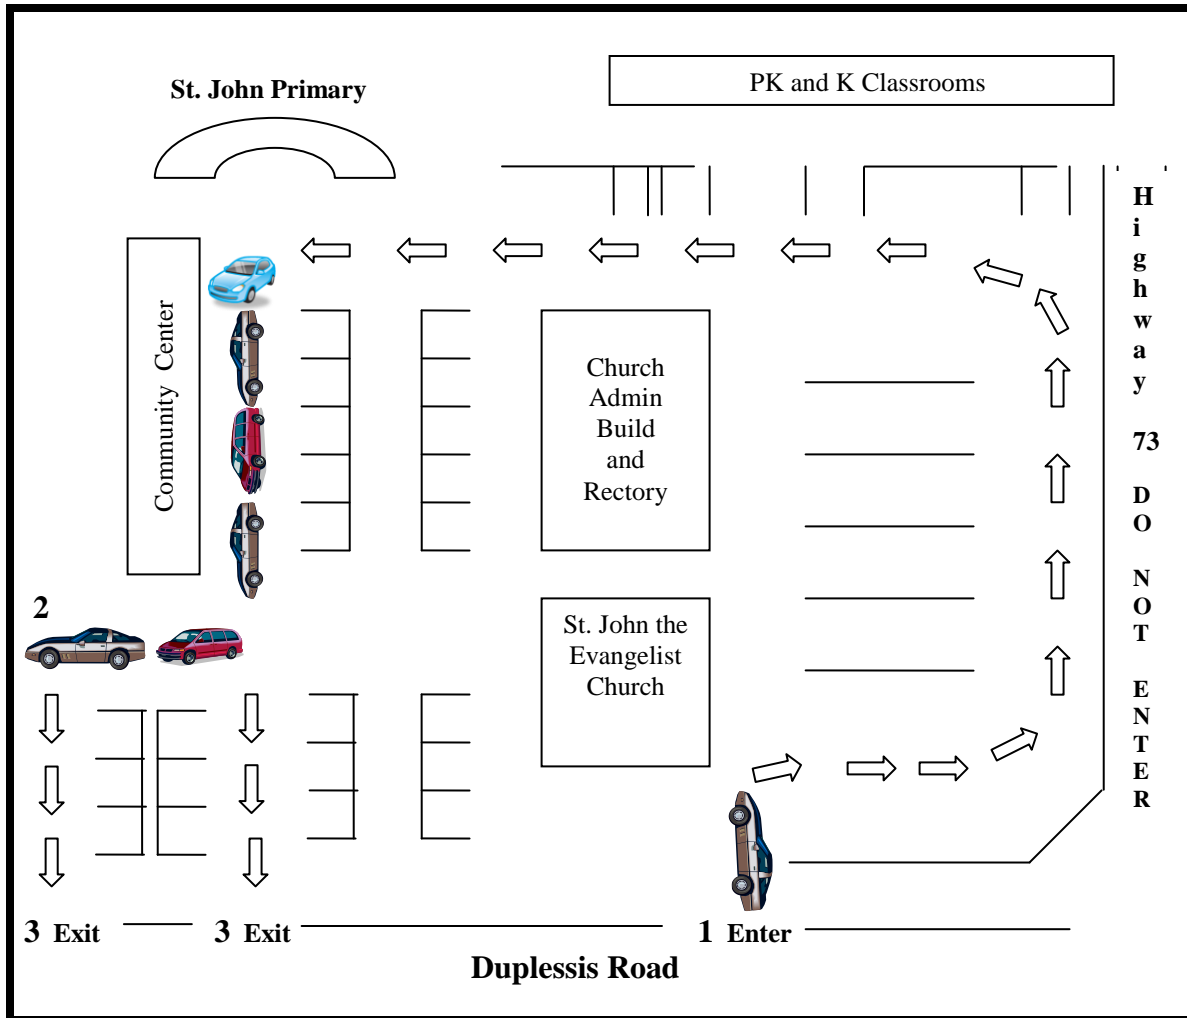 St. John Primary
PK and K Classrooms
Highway 73 DO NOT ENTER
Community Center
Church
Admin
Build
and
Rectory
St. John the
Evangelist
Church
2
3 Exit
3 Exit
1 Enter
Duplessis Road